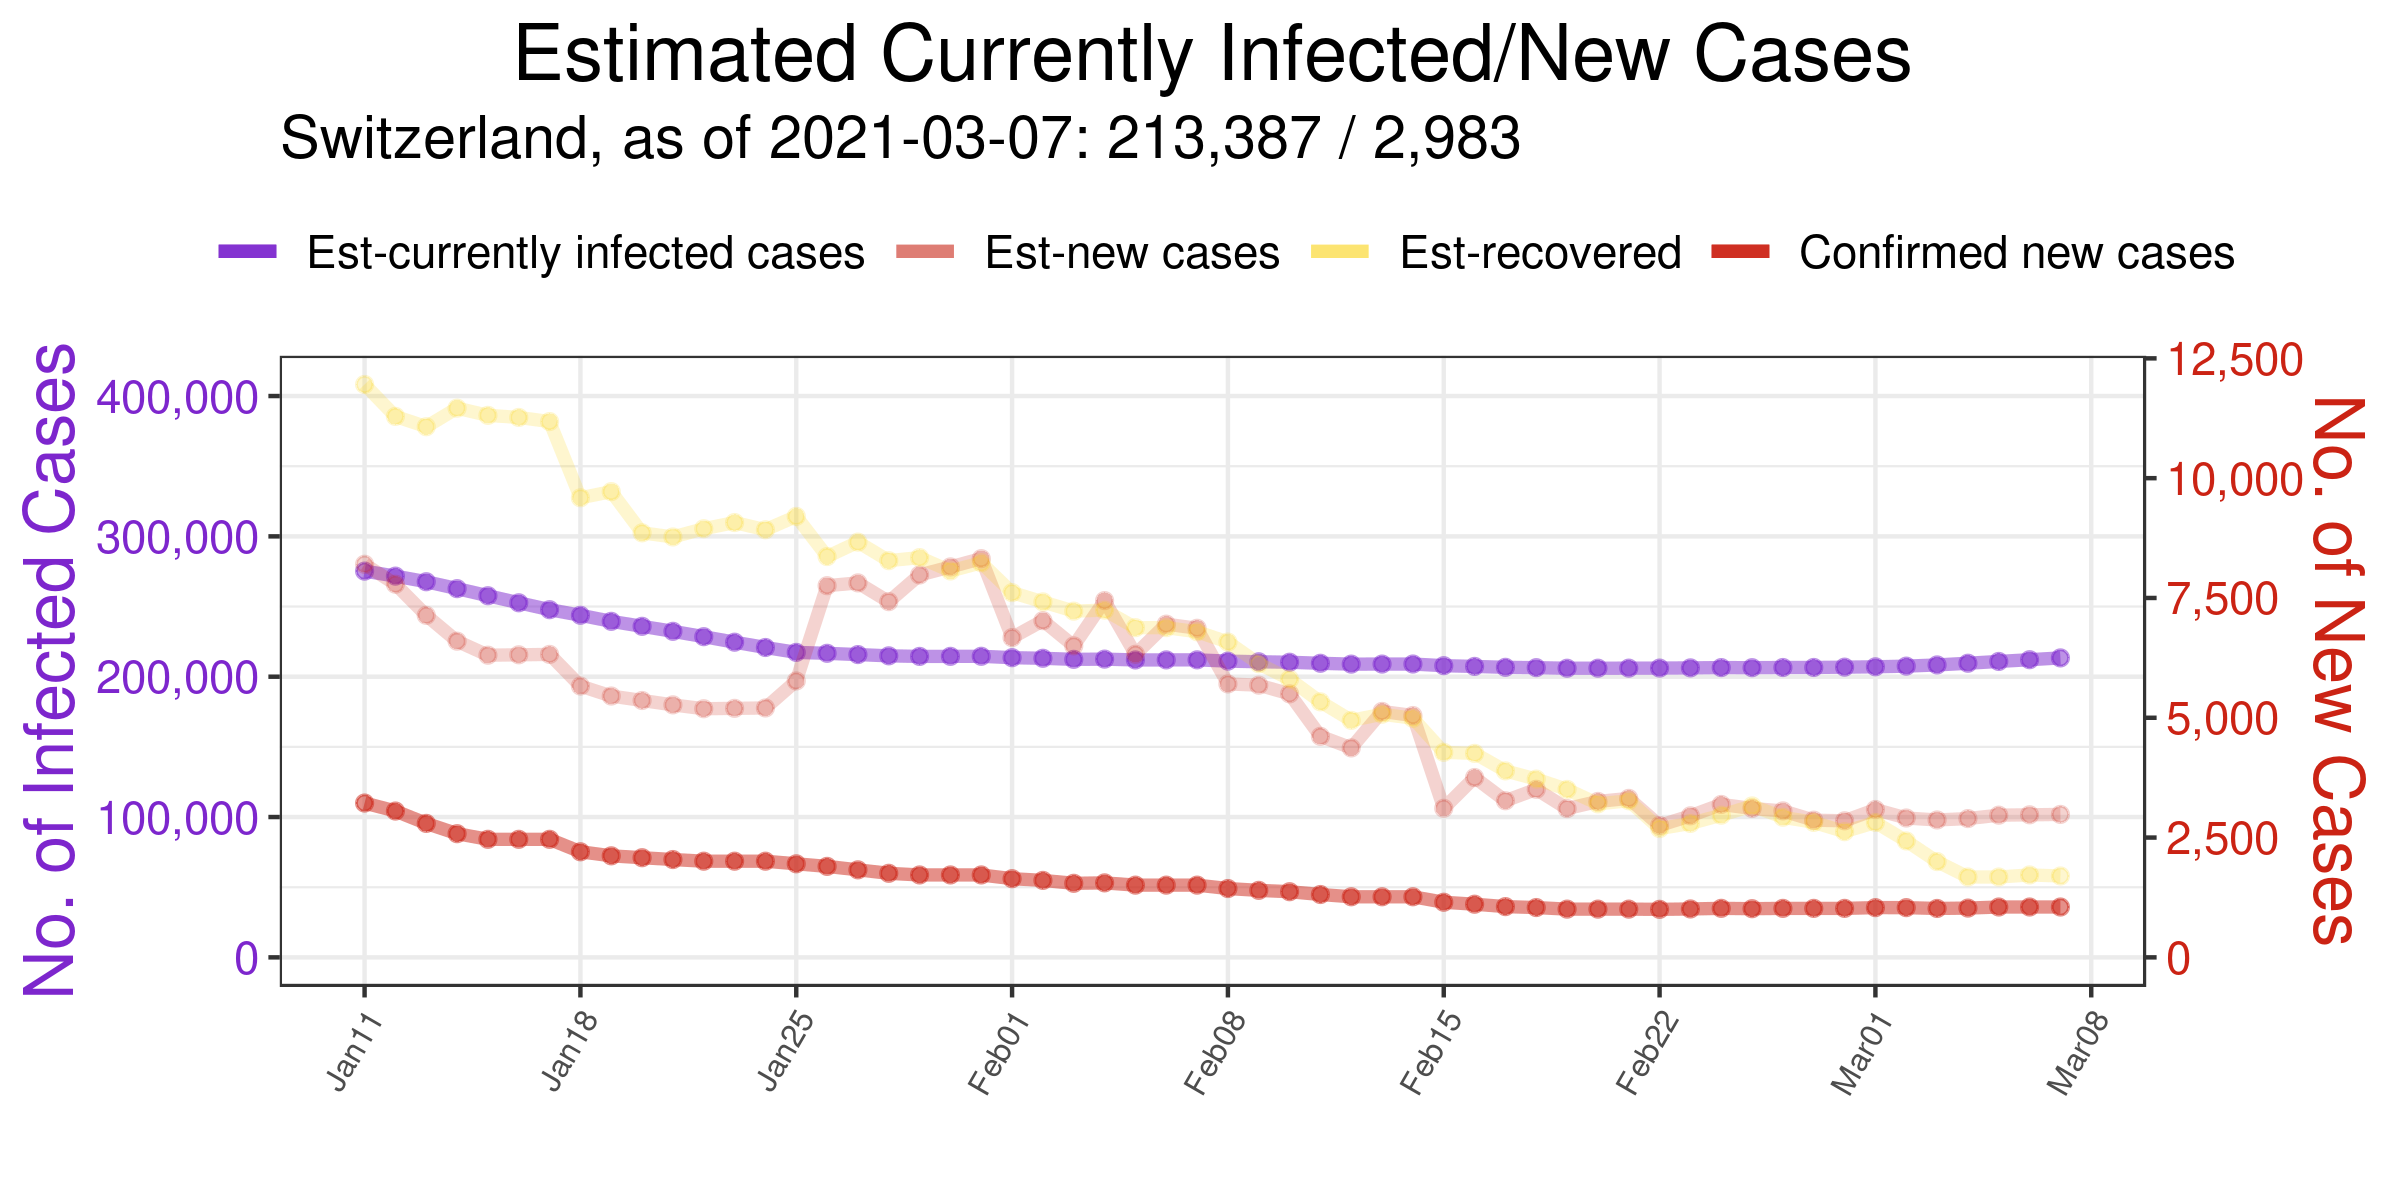 Estimated Currently Infected/New Cases
Switzerland, as of 2021-03-07: 213,387 / 2,983
Est-currently infected cases Est-new cases Est-recovered Confirmed new cases
No. of Infected Cases
400,000
300,000
200,000
100,000
0
12,500
10,000
7,500
5,000
2,500
0
No. of New Cases
Jan11 Jan18 Jan25 Feb01 Feb08 Feb15 Feb22 Mar01 Mar08